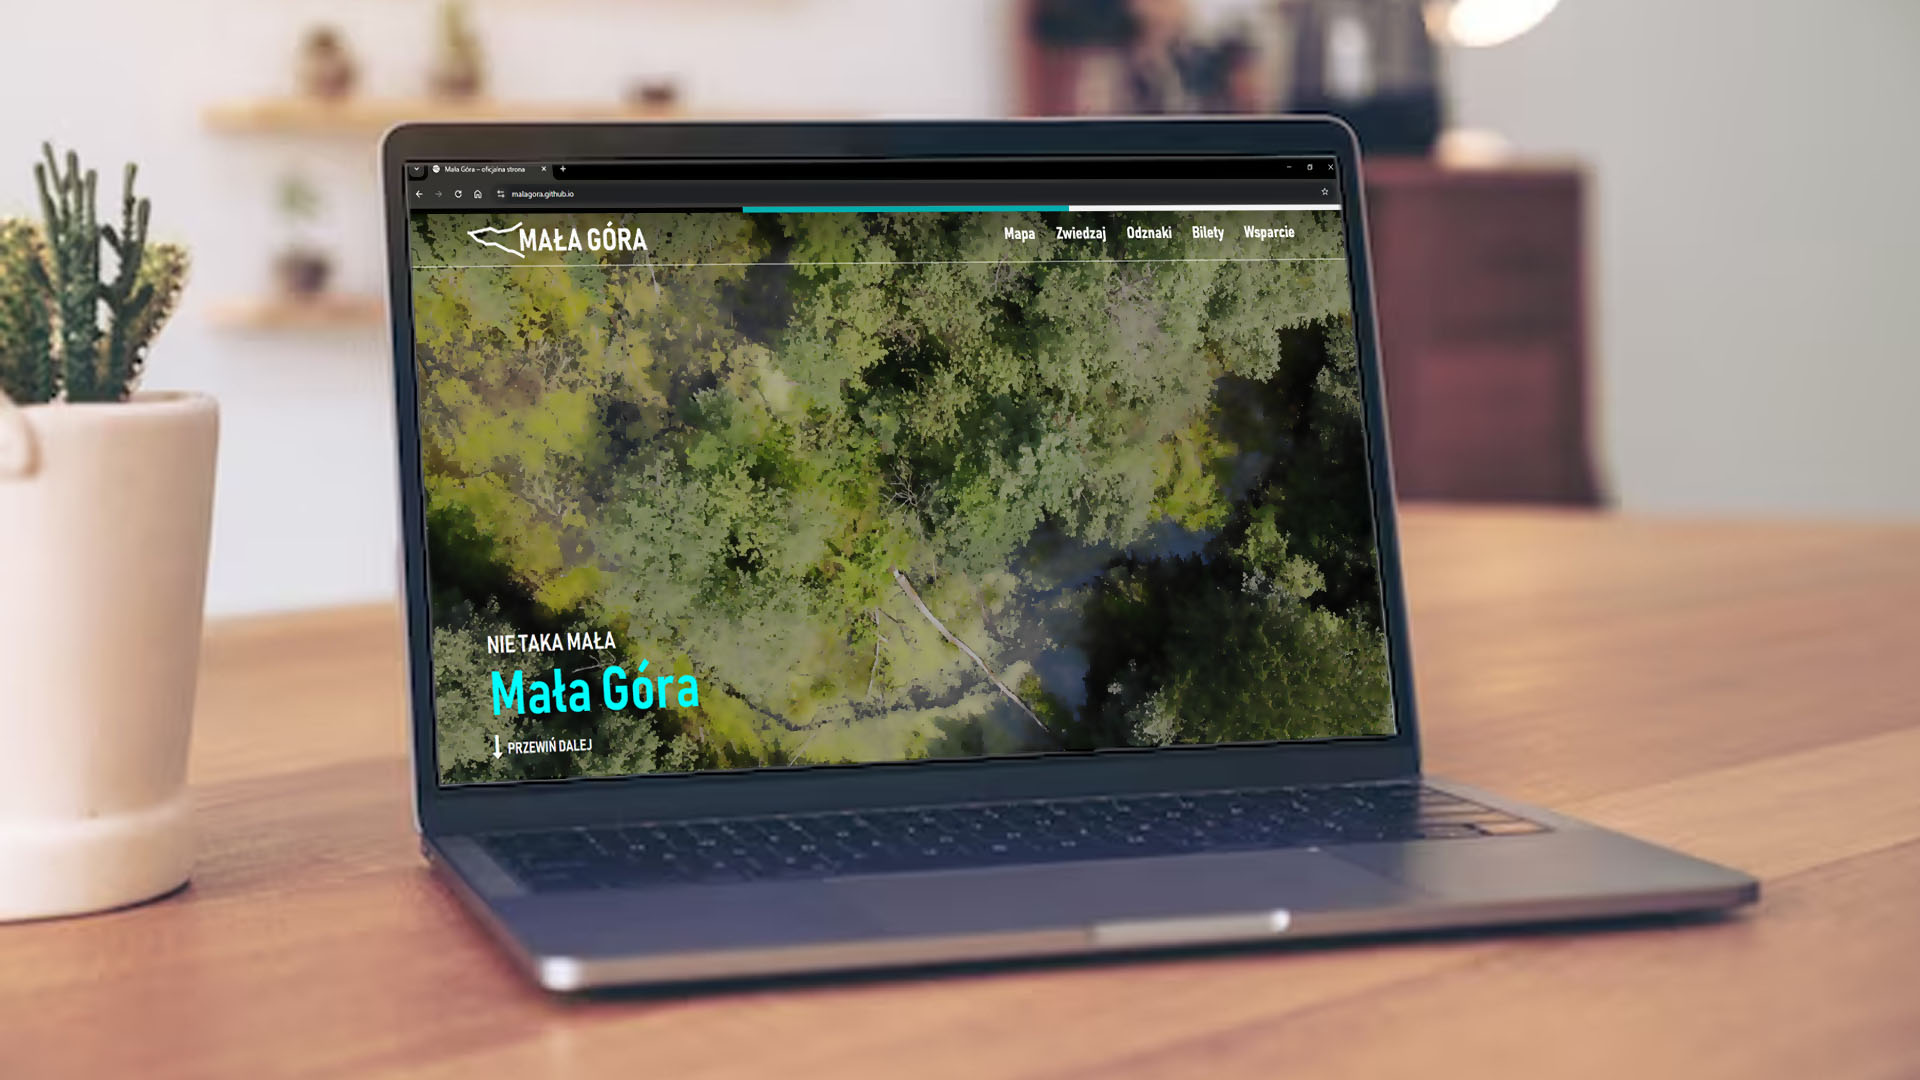 Mała Góra – oficjalna strona
malagora.github.io
MAŁA GÓRA
Mapa Zwiedzaj Odznaki Bilety Wsparcie
NIE TAKA MAŁA
Mała Góra
PRZEWIŃ DALEJ